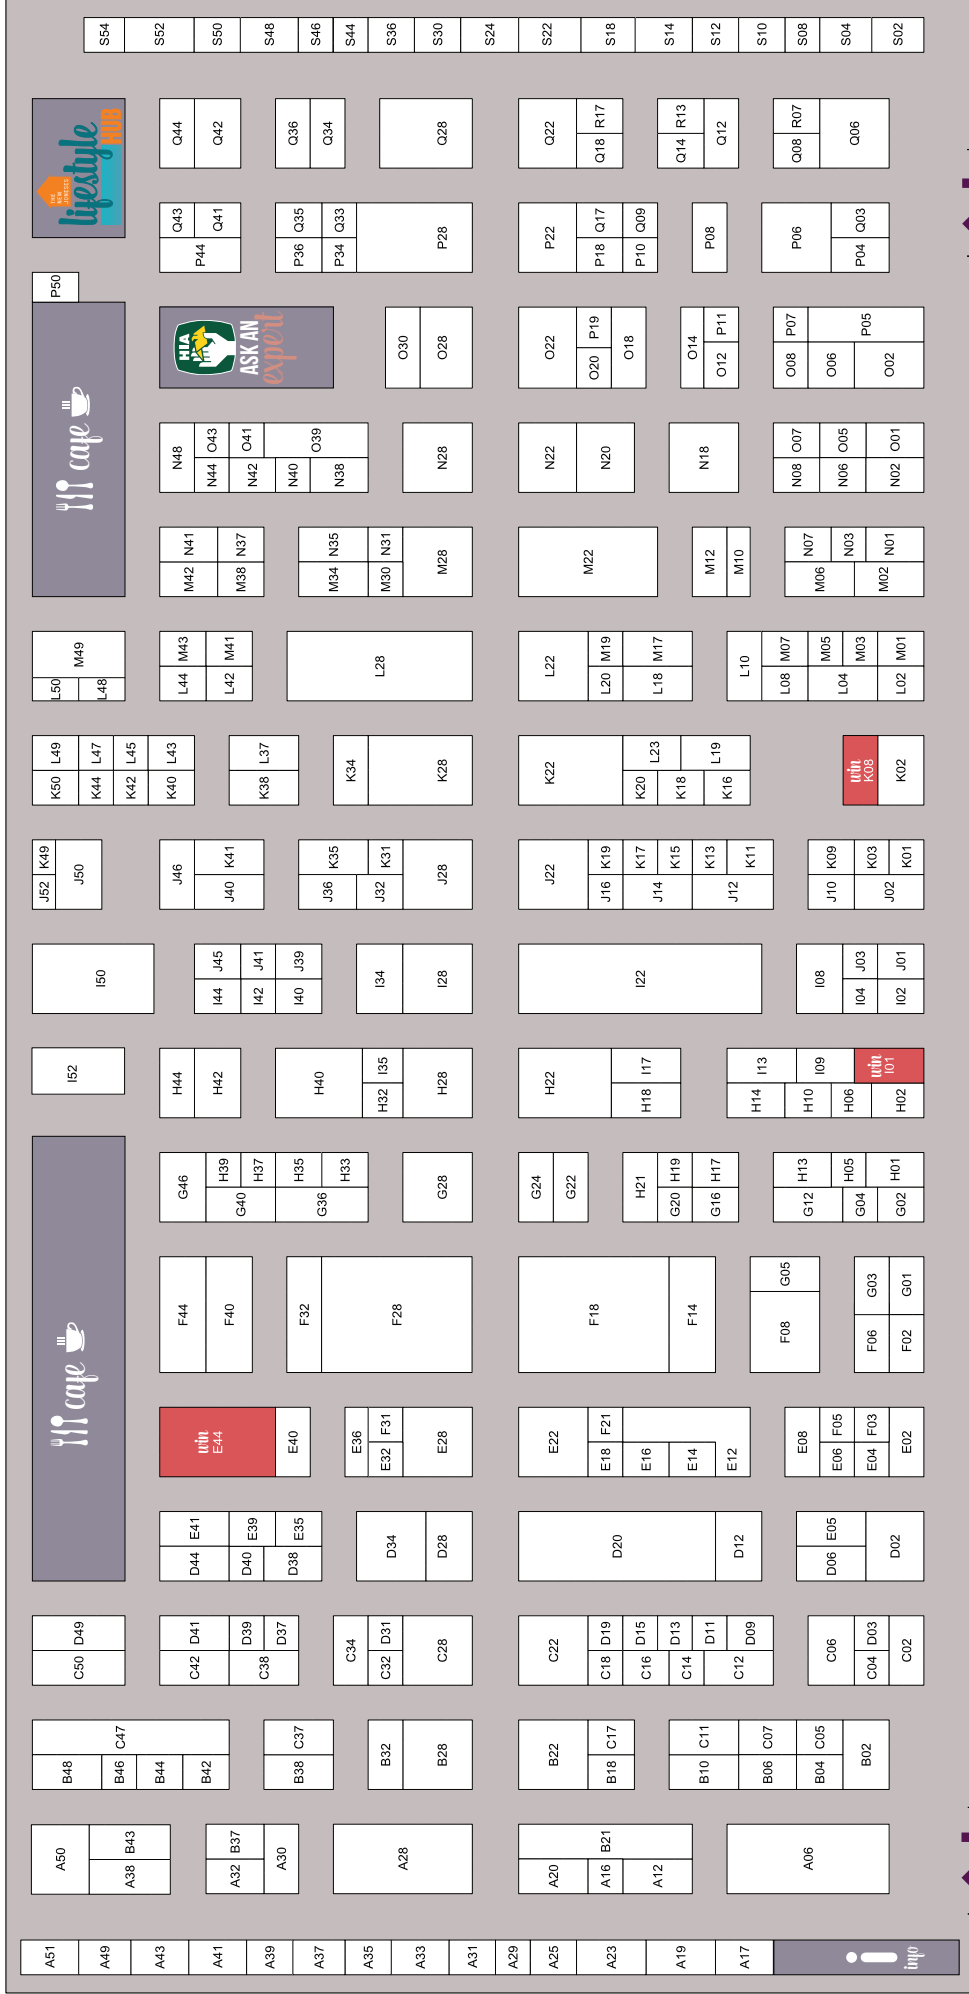 S54
S52
S50
S48
S46
S44
S36
S30
S24
S22
S18
S14
S12
S10
S08
S04
S02
THE NEW JONESES
lifestyle
HUB
Q44
Q42
Q36
Q34
Q28
Q22
R17
Q18
R13
Q14
Q12
R07
Q08
Q06
Q43
Q41
P44
Q35
Q33
P36
P34
P28
P22
Q17
Q09
P18
P10
P08
P06
Q03
P04
P50
cafe
HIA
ASK AN
expert
O30
O28
O22
P19
O20
O18
O14
P11
O12
P07
P05
O08
O06
O02
N48
O43
O41
O39
N44
N42
N40
N38
N28
N22
N20
N18
O07
O05
O01
N08
N06
N02
N41
N37
M42
M38
N35
N31
M34
M30
M28
M22
M12
M10
N07
N03
N01
M06
M02
M49
L50
L48
M43
M41
L44
L42
L28
L22
M19
M17
L20
L18
L10
M07
M05
M03
M01
L08
L04
L02
L49
L47
L45
L43
K50
K44
K42
K40
L37
K38
K34
K28
K22
L23
L19
K20
K18
K16
win
K08
K02
K49
J52
J50
J46
K41
J40
K35
K31
J36
J32
J28
J22
K19
K17
K15
K13
K11
J16
J14
J12
K09
K03
K01
J10
J02
I50
J45
J41
J39
I44
I42
I40
I34
I28
I22
I08
J03
J01
I04
I02
I52
H44
H42
H40
I35
H32
H28
H22
I17
H18
I13
I09
win
I01
H14
H10
H06
H02
cafe
G46
H39
H37
H35
H33
G40
G36
G28
G24
G22
H21
H19
H17
G20
G16
H13
H05
H01
G12
G04
G02
F44
F40
F32
F28
F18
F14
G05
F08
G03
G01
F06
F02
win
E44
E40
E36
F31
E32
E28
E22
F21
E18
E16
E14
E12
E08
F05
F03
E06
E04
E02
E41
E39
E35
D44
D40
D38
D34
D28
D20
D12
E05
D06
D02
D49
C50
D41
D39
D37
C42
C38
C34
D31
C32
C28
C22
D19
D15
D13
D11
D09
C18
C16
C14
C12
C06
D03
C04
C02
C47
B48
B46
B44
B42
C37
B38
B32
B28
B22
C17
B18
C11
C07
C05
B10
B06
B04
B02
A50
B43
A38
B37
A32
A30
A28
B21
A20
A16
A12
A06
A51
A49
A43
A41
A39
A37
A35
A33
A31
A29
A25
A23
A19
A17
i
info